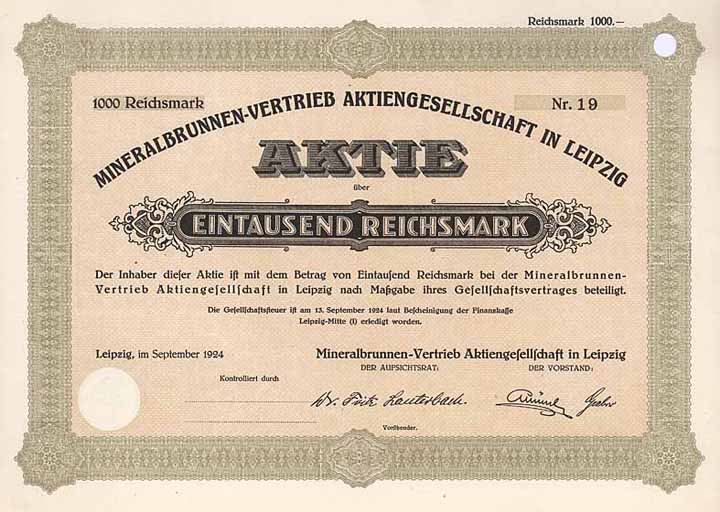 Reichsmark 1000.—
1000 Reichsmark
Nr. 19
MINERALBRUNNEN-VERTRIEB AKTIENGESELLSCHAFT IN LEIPZIG
AKTIE
über
EINTAUSEND REICHSMARK
Der Inhaber dieſer Aktie iſt mit dem Betrag von Eintauſend Reichsmark bei der Mineralbrunnen-
Vertrieb Aktiengeſellſchaft in Leipzig nach Maßgabe ihres Geſellſchaftsvertrages beteiligt.
Die Geſellſchaftsſteuer iſt am 13. September 1924 laut Beſcheinigung der Finanzkaſſe
Leipzig-Mitte (I) erledigt worden.
Leipzig, im September 1924
Mineralbrunnen-Vertrieb Aktiengeſellſchaft in Leipzig
DER AUFSICHTSRAT:
DER VORSTAND:
Kontrolliert durch
Dr. Fritz Lauterbach.
Vorſitzender.